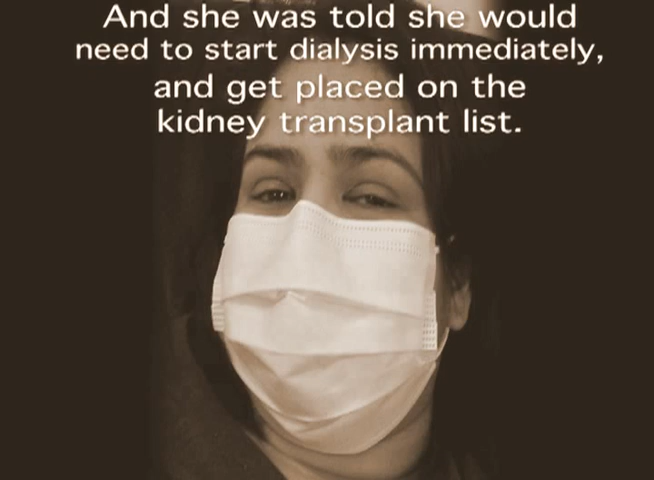 And she was told she would
need to start dialysis immediately,
and get placed on the
kidney transplant list.